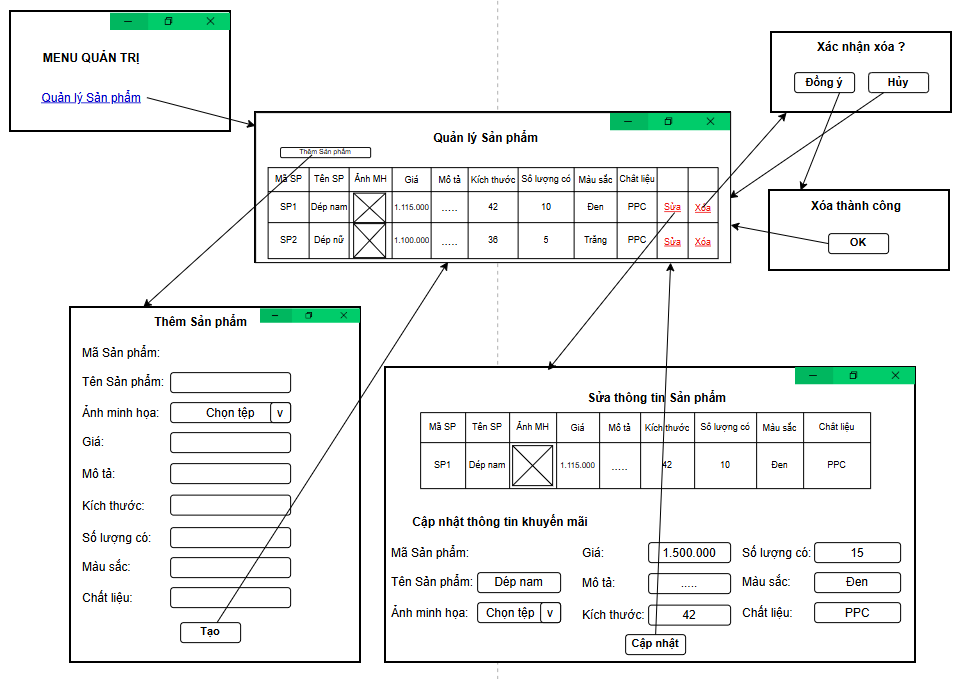 MENU QUẢN TRỊ
Quản lý Sản phẩm
Quản lý Sản phẩm
Thêm Sản phẩm
Mã SP Tên SP Ảnh MH Giá Mô tả Kích thước Số lượng có Màu sắc Chất liệu
SP1 Dép nam 1.115.000 ..... 42 10 Đen PPC Sửa Xóa
SP2 Dép nữ 1.100.000 ..... 36 5 Trắng PPC Sửa Xóa
Xác nhận xóa ?
Đồng ý Hủy
Xóa thành công
OK
Thêm Sản phẩm
Mã Sản phẩm:
Tên Sản phẩm:
Ảnh minh họa: Chọn tệp v
Giá:
Mô tả:
Kích thước:
Số lượng có:
Màu sắc:
Chất liệu:
Tạo
Sửa thông tin Sản phẩm
Mã SP Tên SP Ảnh MH Giá Mô tả Kích thước Số lượng có Màu sắc Chất liệu
SP1 Dép nam 1.115.000 ..... 42 10 Đen PPC
Cập nhật thông tin khuyến mãi
Mã Sản phẩm: Giá: 1.500.000 Số lượng có: 15
Tên Sản phẩm: Dép nam Mô tả: ..... Màu sắc: Đen
Ảnh minh họa: Chọn tệp v Kích thước: 42 Chất liệu: PPC
Cập nhật